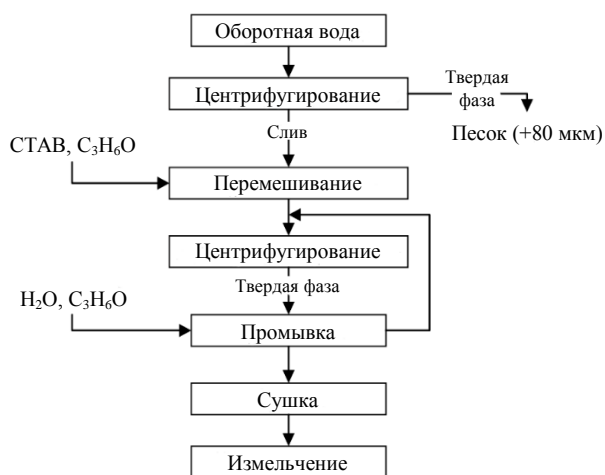 Оборотная вода
Центрифугирование
Твердая
фаза
Песок (+80 мкм)
Слив
СТАВ, C₃H₆O
Перемешивание
Центрифугирование
Твердая фаза
H₂O, C₃H₆O
Промывка
Сушка
Измельчение